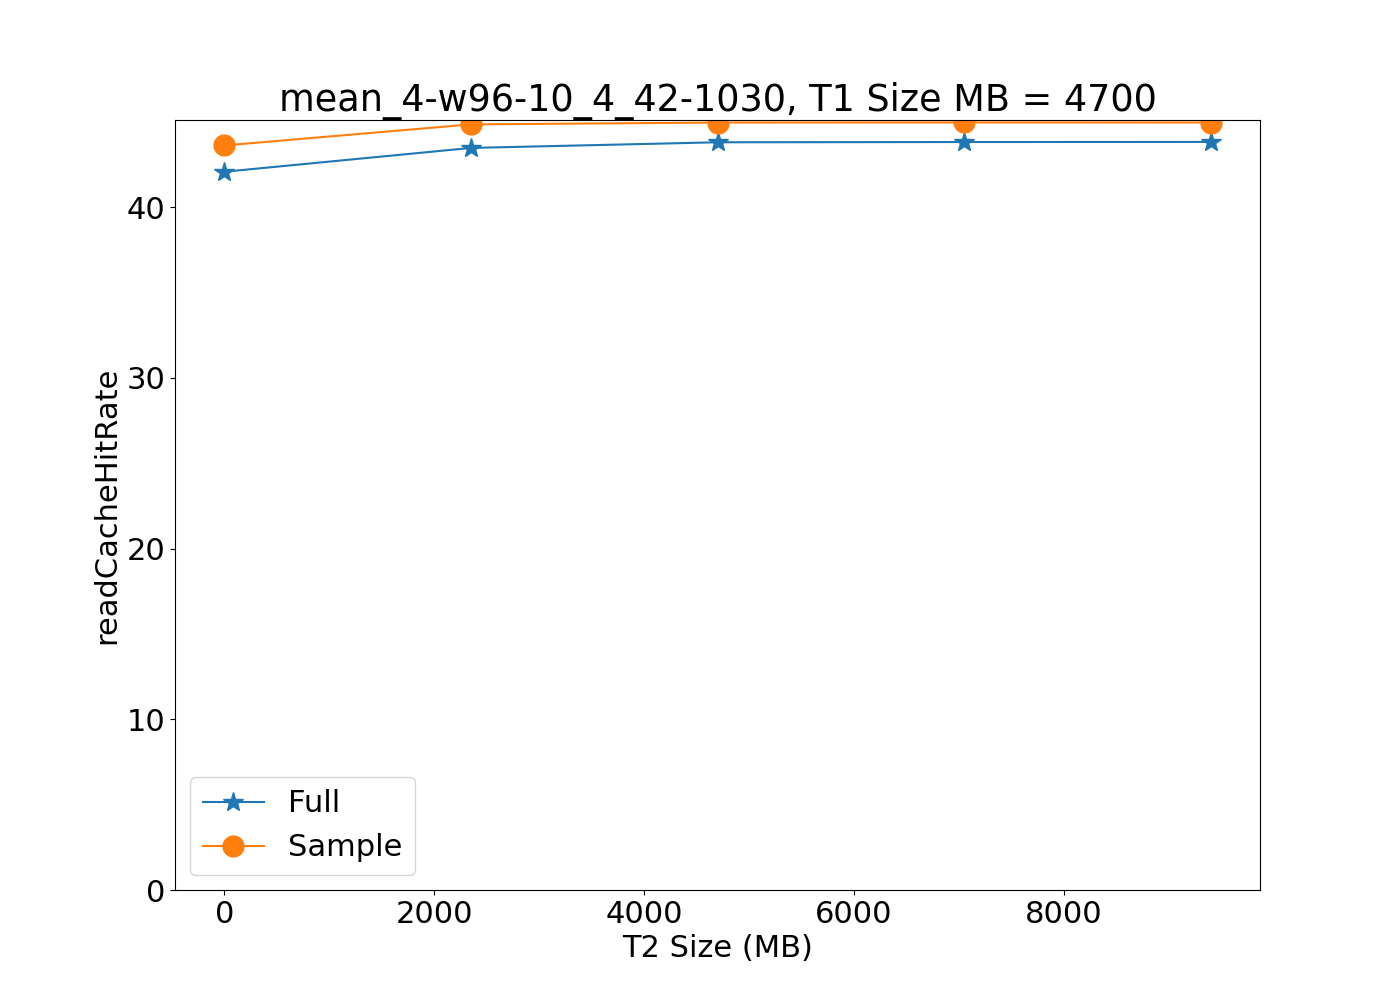 mean_4-w96-10_4_42-1030, T1 Size MB = 4700
readCacheHitRate
40
30
20
10
0
0 2000 4000 6000 8000
T2 Size (MB)
Full
Sample